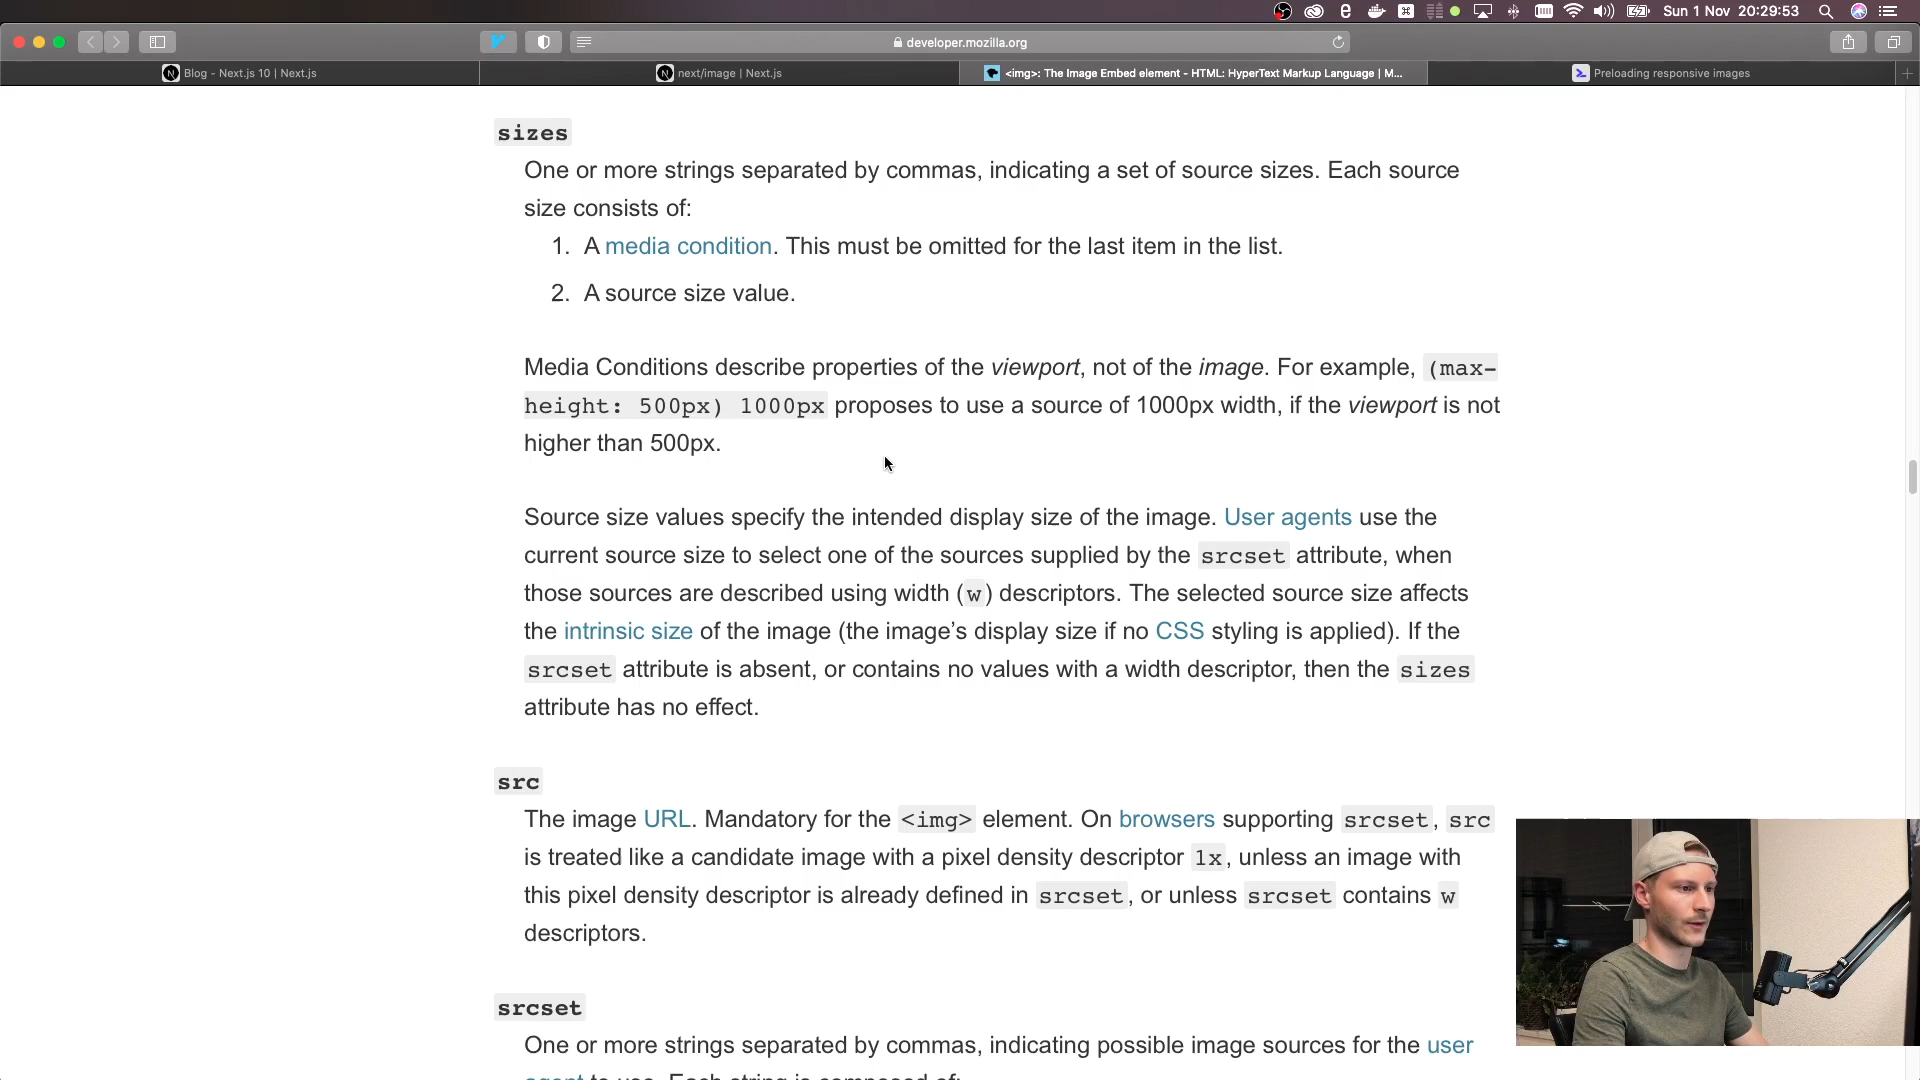 Sun 1 Nov 20:29:53
developer.mozilla.org
Blog - Next.js 10 | Next.js
next/image | Next.js
<img>: The Image Embed element - HTML: HyperText Markup Language | M...
Preloading responsive images
sizes
One or more strings separated by commas, indicating a set of source sizes. Each source
size consists of:
1. A media condition. This must be omitted for the last item in the list.
2. A source size value.
Media Conditions describe properties of the viewport, not of the image. For example, (max-
height: 500px) 1000px proposes to use a source of 1000px width, if the viewport is not
higher than 500px.
Source size values specify the intended display size of the image. User agents use the
current source size to select one of the sources supplied by the srcset attribute, when
those sources are described using width (w) descriptors. The selected source size affects
the intrinsic size of the image (the image’s display size if no CSS styling is applied). If the
srcset attribute is absent, or contains no values with a width descriptor, then the sizes
attribute has no effect.
src
The image URL. Mandatory for the <img> element. On browsers supporting srcset, src
is treated like a candidate image with a pixel density descriptor 1x, unless an image with
this pixel density descriptor is already defined in srcset, or unless srcset contains w
descriptors.
srcset
One or more strings separated by commas, indicating possible image sources for the user
agent to use. Each string is composed of: